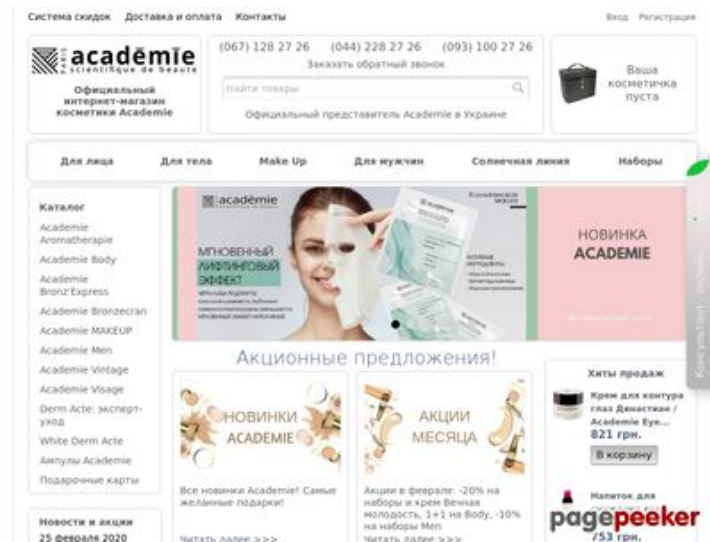 Система скидок Доставка и оплата Контакты
Вход Регистрация
PARIS académie
scientifique de beauté
Официальный
интернет-магазин
косметики Academie
(067) 128 27 26 (044) 228 27 26 (093) 100 27 26
Заказать обратный звонок
Найти товары
Официальный представитель Academie в Украине
Ваша
косметичка
пуста
Для лица Для тела Make Up Для мужчин Солнечная линия Наборы
Каталог
Academie
Aromatherapie
Academie Body
Academie
Bronz'Express
Academie Bronzecran
Academie MAKEUP
Academie Men
Academie Vintage
Academie Visage
Derm Acte: эксперт-
уход
White Derm Acte
Ампулы Academie
Подарочные карты
Новости и акции
25 февраля 2020
académie
МГНОВЕННЫЙ
ЛИФТИНГОВЫЙ
ЭФФЕКТ
НОВИНКА
ACADEMIE
Акционные предложения!
НОВИНКИ
ACADEMIE
Все новинки Academie! Самые
желанные подарки!
Читать далее >>>
АКЦИИ
МЕСЯЦА
Акции в феврале: -20% на
наборы и крем Вечная
молодость, 1+1 на Body, -10%
на наборы Men
Читать далее >>>
Хиты продаж
Крем для контура
глаз Династиан /
Academie Eye...
821 грн.
В корзину
Напиток для
753 грн.
Консультант
pagepeeker